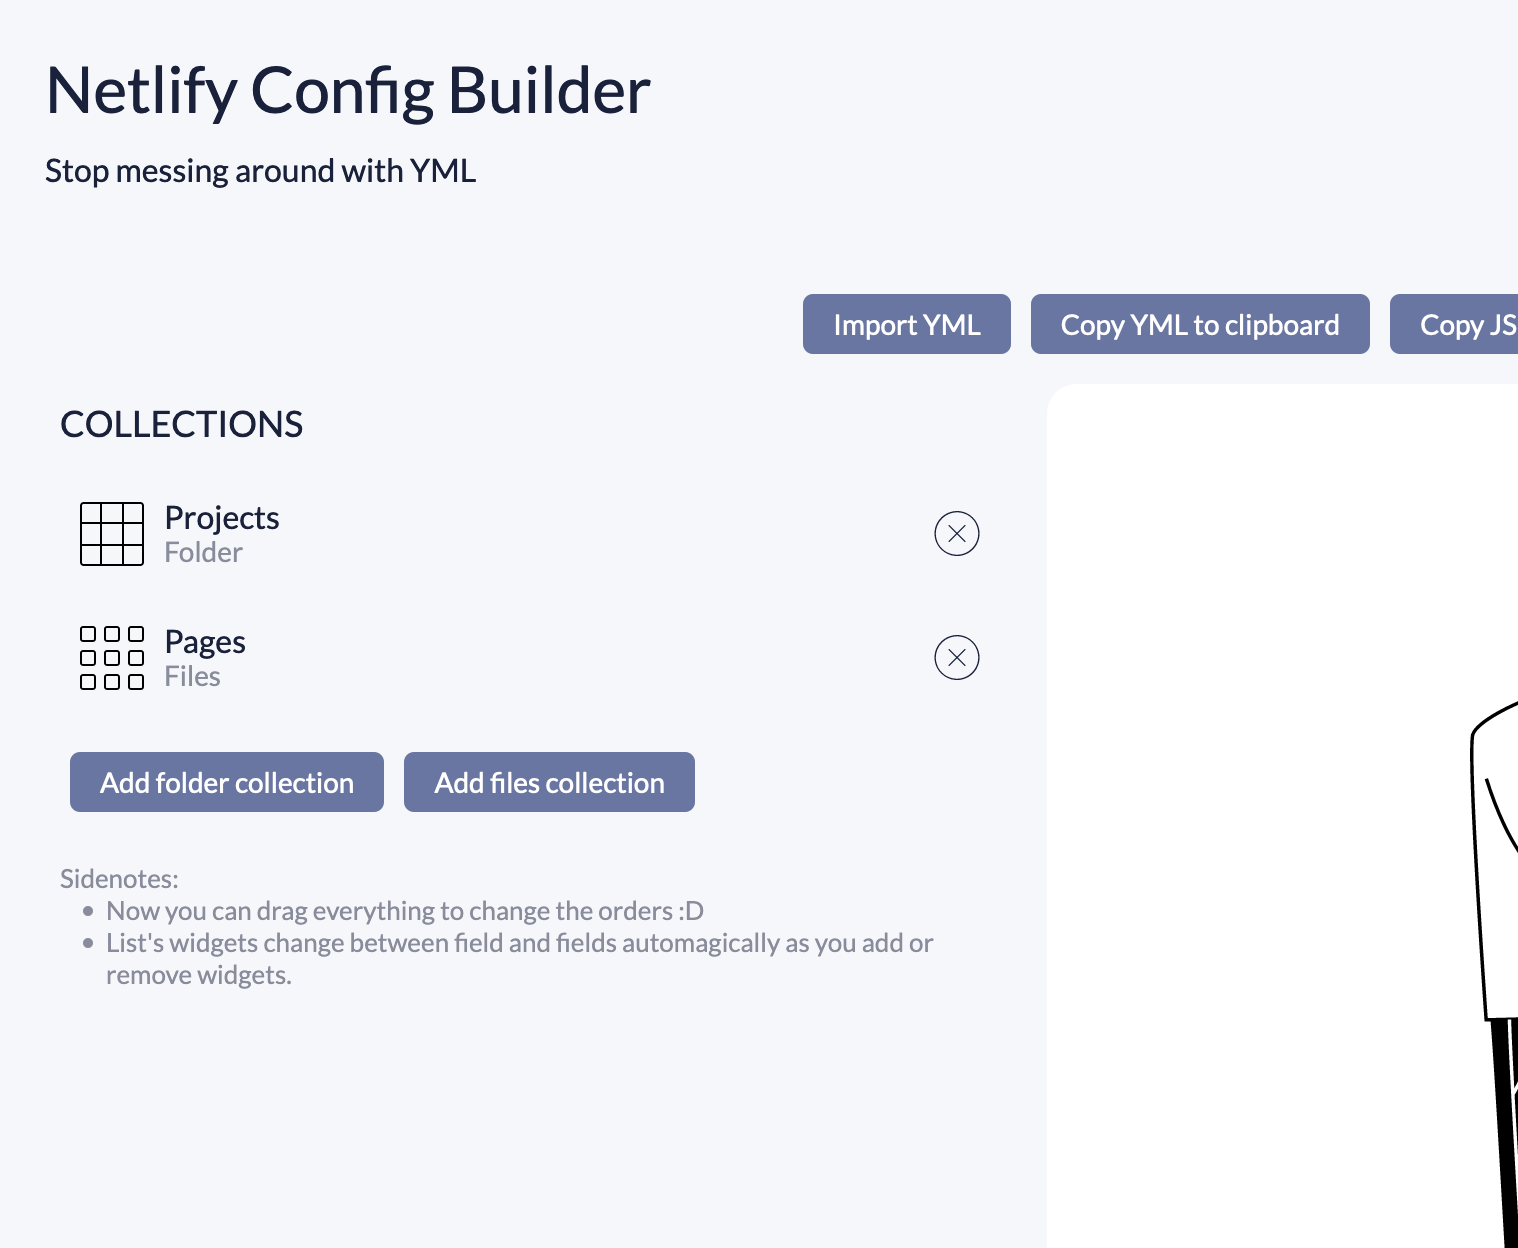 Netlify Config Builder
Stop messing around with YML
Import YML
Copy YML to clipboard
Copy JS
COLLECTIONS
Projects
Folder
Pages
Files
Add folder collection
Add files collection
Sidenotes:
Now you can drag everything to change the orders :D
List's widgets change between field and fields automagically as you add or
remove widgets.